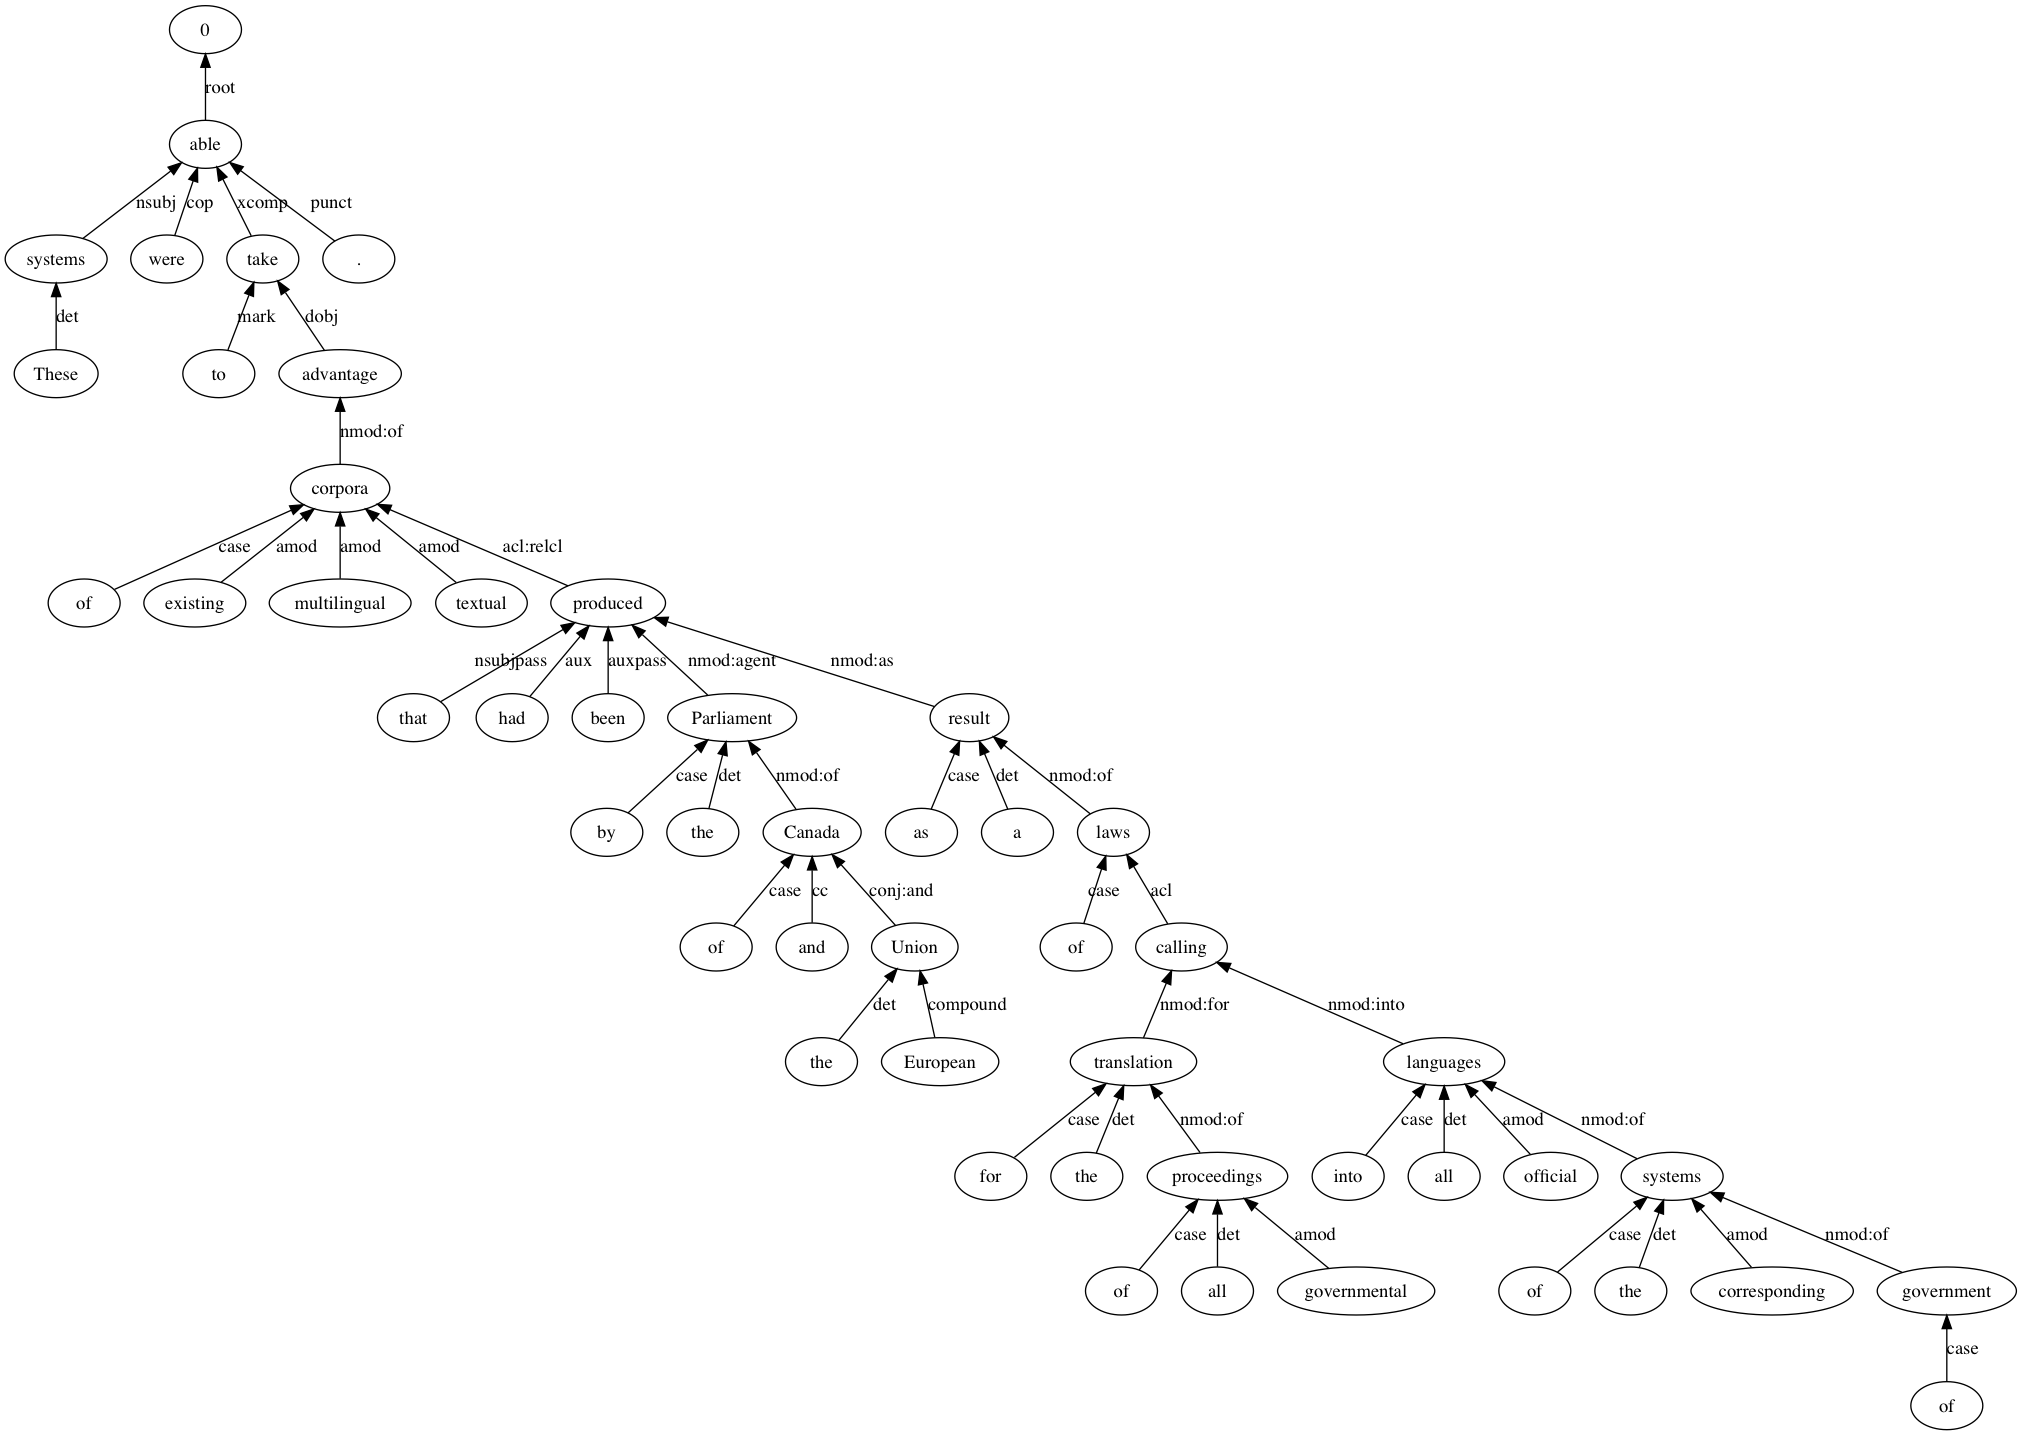 0
root
able
nsubj cop xcomp punct
systems were take .
det mark dobj
These to advantage
nmod:of
corpora
case amod amod amod acl:relcl
of existing multilingual textual produced
nsubjpass aux auxpass nmod:agent nmod:as
that had been Parliament result
case det nmod:of case det nmod:of
by the Canada as a laws
case cc conj:and case acl
of and Union of calling
det compound nmod:for nmod:into
the European translation languages
case det nmod:of case det amod nmod:of
for the proceedings into all official systems
case det amod case det amod nmod:of
of all governmental of the corresponding government
case
of